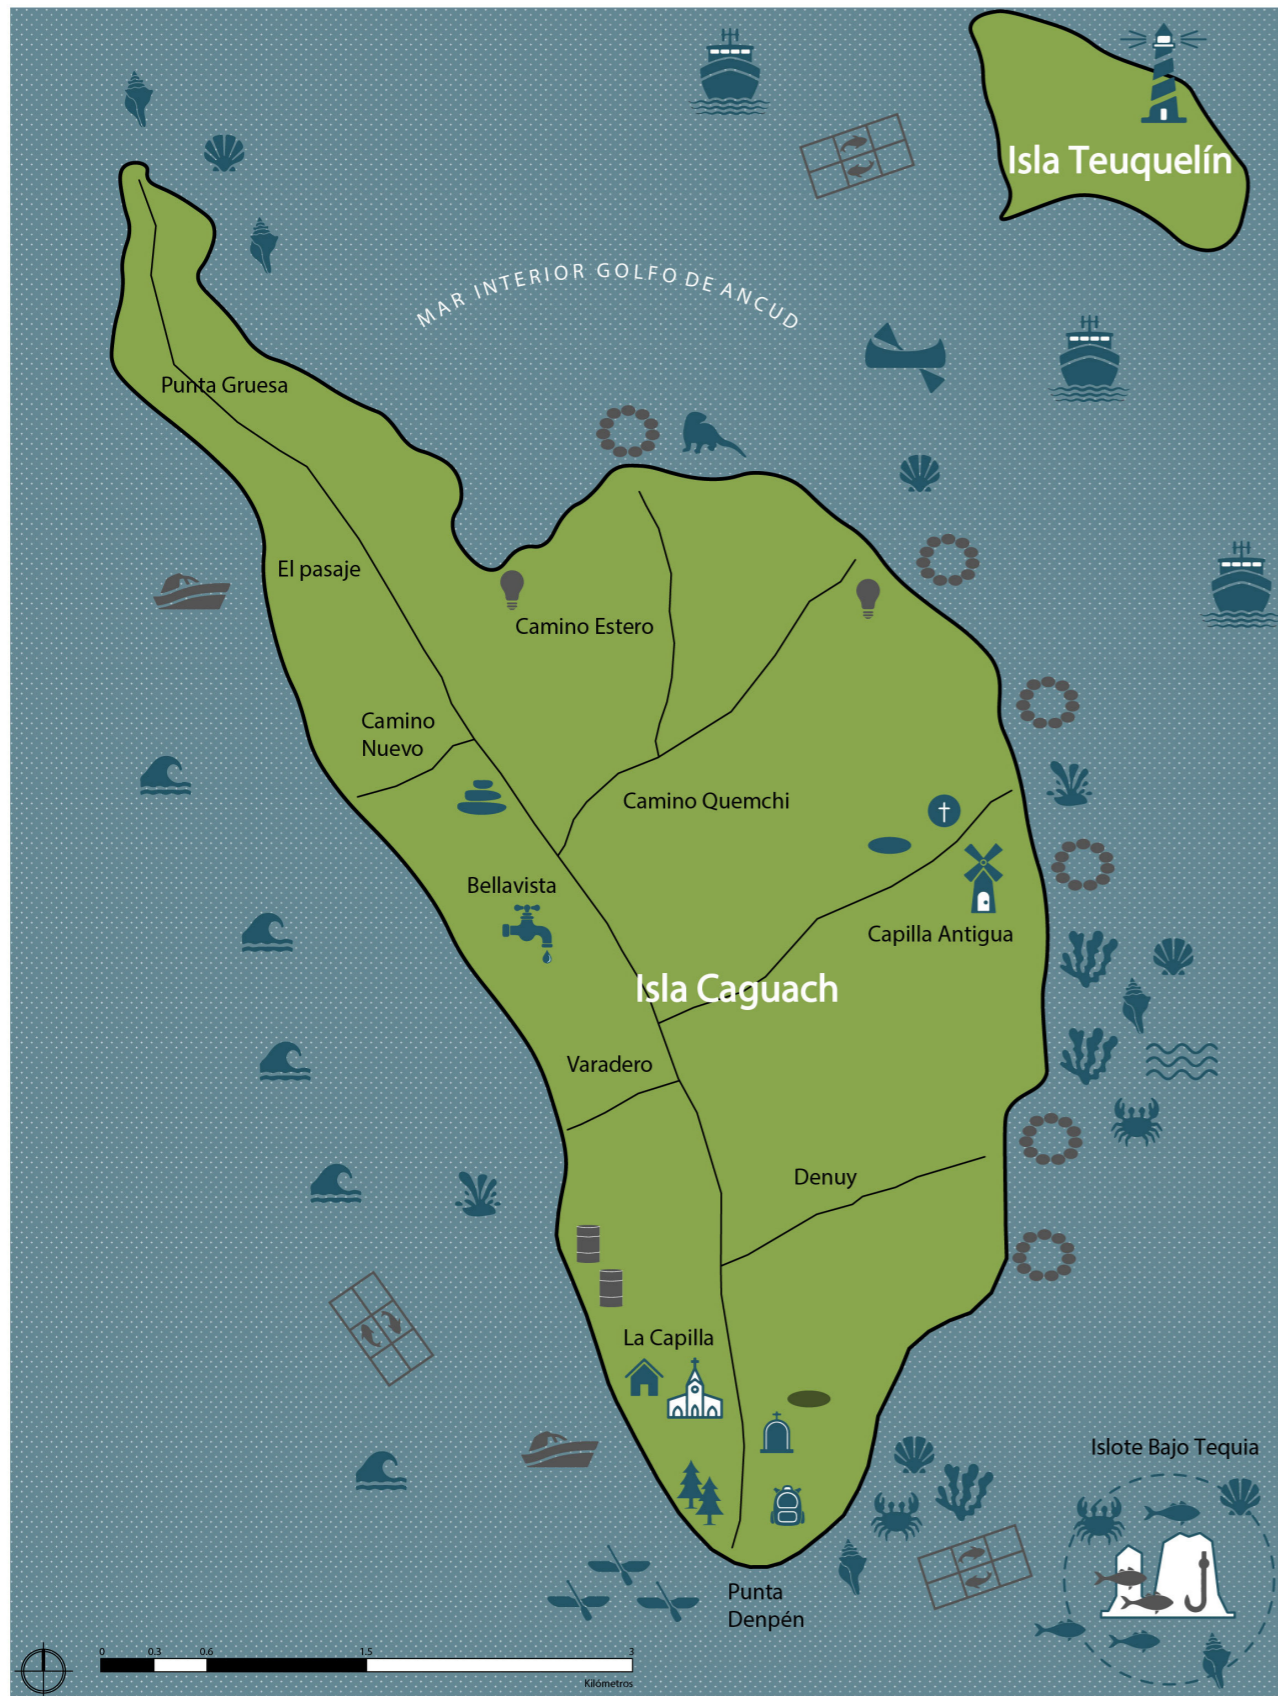 Isla Teuquelín
MAR INTERIOR GOLFO DE ANCUD
Punta Gruesa
El pasaje
Camino Estero
Camino
Nuevo
Camino Quemchi
Bellavista
Capilla Antigua
Isla Caguach
Varadero
Denuy
La Capilla
Islote Bajo Tequia
Punta
Denpén
0 0.3 0.6 1.5 3
Kilómetros